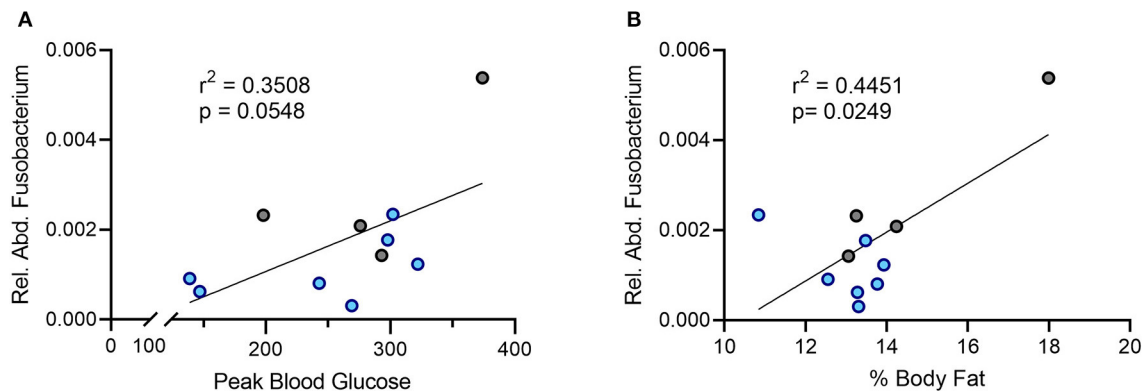 A
Rel. Abd. Fusobacterium
0.006
0.004
0.002
0.000
r² = 0.3508
p = 0.0548
0 100 200 300 400
Peak Blood Glucose
B
Rel. Abd. Fusobacterium
0.006
0.004
0.002
0.000
r² = 0.4451
p= 0.0249
10 12 14 16 18 20
% Body Fat